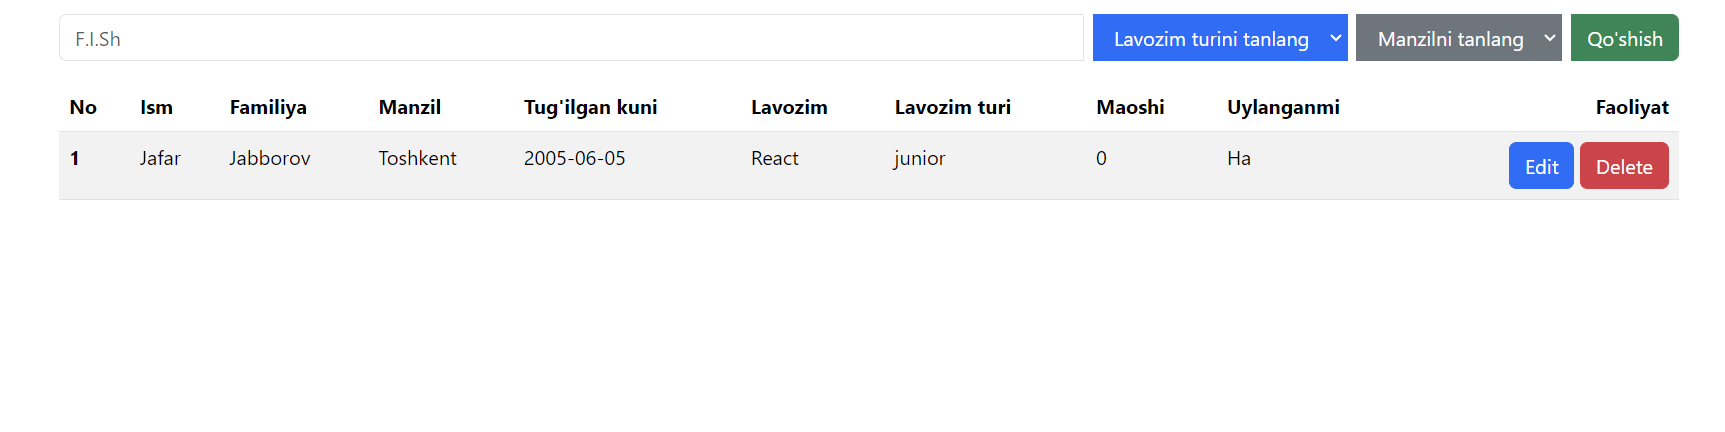 F.I.Sh Lavozim turini tanlang Manzilni tanlang Qo'shish
No Ism Familiya Manzil Tug'ilgan kuni Lavozim Lavozim turi Maoshi Uylanganmi Faoliyat
1 Jafar Jabborov Toshkent 2005-06-05 React junior 0 Ha Edit Delete